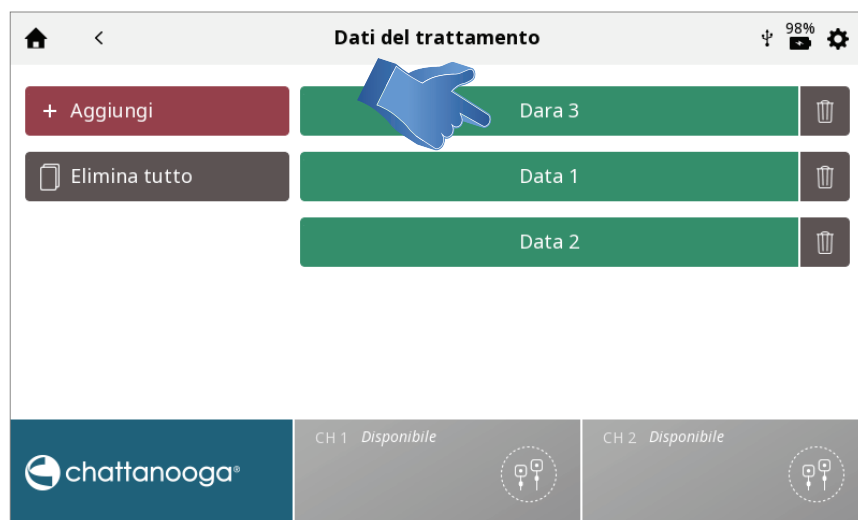 Dati del trattamento
98%
+ Aggiungi
Dara 3
Elimina tutto
Data 1
Data 2
chattanooga®
CH 1 Disponibile
CH 2 Disponibile